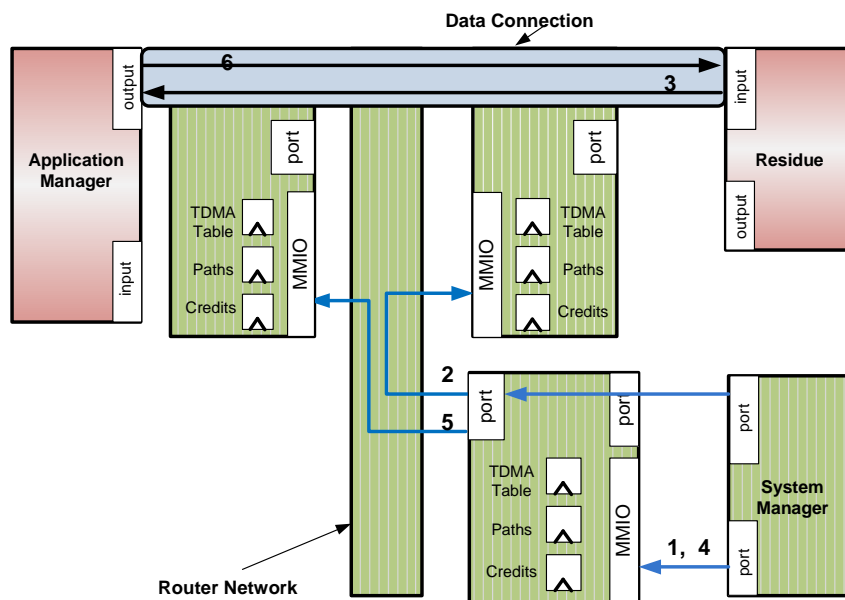 Data Connection
output
6
3
input
Application
Manager
port
port
Residue
TDMA
Table
TDMA
Table
output
input
Paths
MMIO
MMIO
Paths
Credits
Credits
2
port
port
port
5
TDMA
Table
System
Manager
Paths
MMIO
1, 4
Credits
port
Router Network